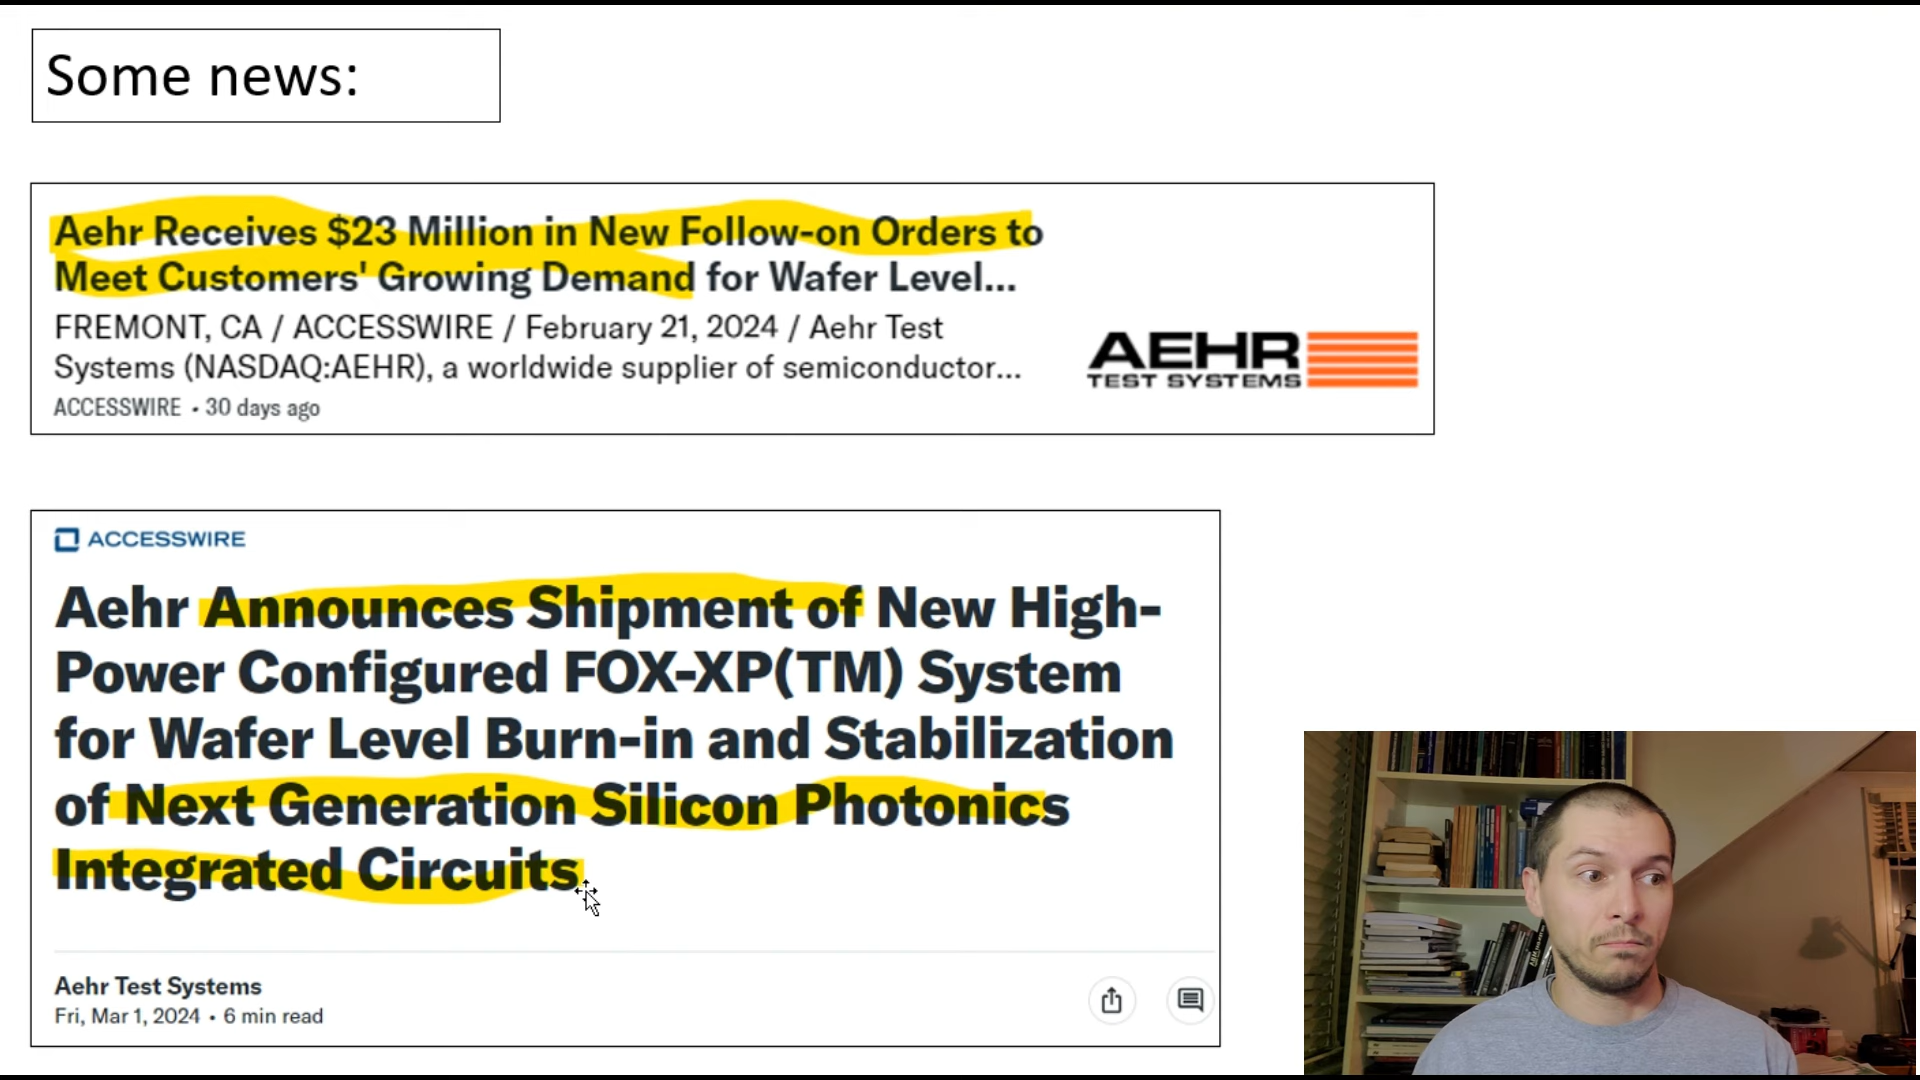 Some news:
Aehr Receives $23 Million in New Follow-on Orders to
Meet Customers' Growing Demand for Wafer Level...
FREMONT, CA / ACCESSWIRE / February 21, 2024 / Aehr Test
Systems (NASDAQ:AEHR), a worldwide supplier of semiconductor...
ACCESSWIRE • 30 days ago
AEHR
TEST SYSTEMS
ACCESSWIRE
Aehr Announces Shipment of New High-
Power Configured FOX-XP(TM) System
for Wafer Level Burn-in and Stabilization
of Next Generation Silicon Photonics
Integrated Circuits
Aehr Test Systems
Fri, Mar 1, 2024 • 6 min read